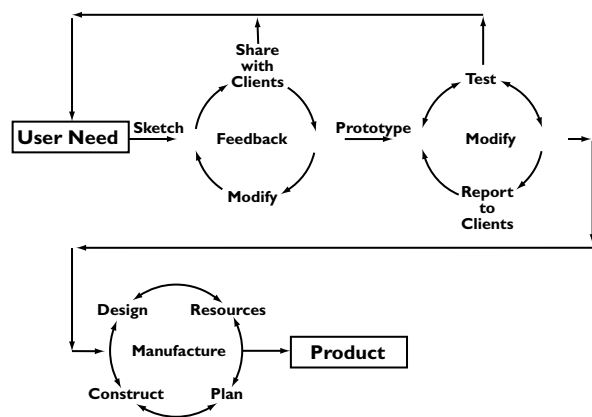 Share
with
Clients
Test
User Need
Sketch
Feedback
Prototype
Modify
Modify
Report
to
Clients
Design
Resources
Manufacture
Product
Construct
Plan